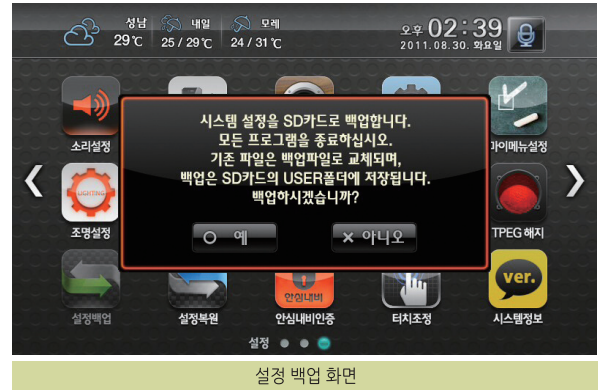 성남 내일 모레
29℃ 25 / 29℃ 24 / 31℃
오후 02:39
2011.08.30. 화요일
시스템 설정을 SD카드로 백업합니다.
모든 프로그램을 종료하십시오.
기존 파일은 백업파일로 교체되며,
백업은 SD카드의 USER폴더에 저장됩니다.
백업하시겠습니까?
예 아니오
소리설정 마이메뉴설정
LIGHTING
조명설정 TPEG 해지
안심내비 ver.
설정백업 설정복원 안심내비인증 터치조정 시스템정보
설정
설정 백업 화면